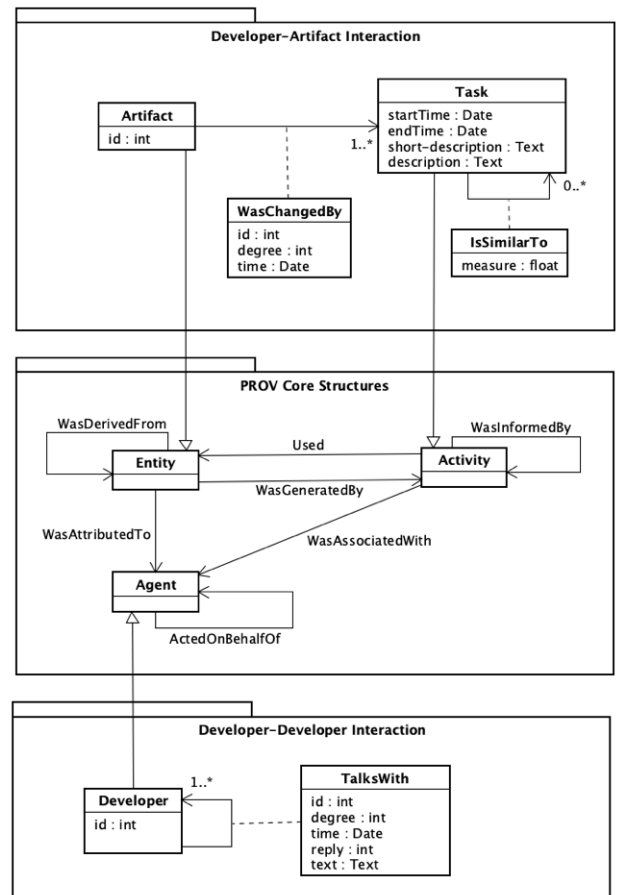 Developer-Artifact Interaction
Artifact
id : int
1..*
Task
startTime : Date
endTime : Date
short-description : Text
description : Text
0..*
WasChangedBy
id : int
degree : int
time : Date
IsSimilarTo
measure : float
PROV Core Structures
WasDerivedFrom
Entity
Used
WasGeneratedBy
WasInformedBy
Activity
WasAttributedTo
WasAssociatedWith
Agent
ActedOnBehalfOf
Developer-Developer Interaction
1..*
Developer
id : int
TalksWith
id : int
degree : int
time : Date
reply : int
text : Text